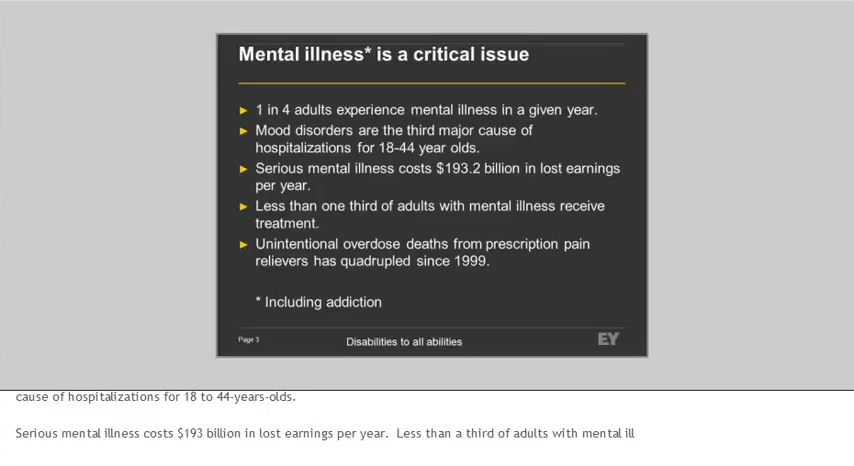 Mental illness* is a critical issue
► 1 in 4 adults experience mental illness in a given year.
► Mood disorders are the third major cause of
hospitalizations for 18-44 year olds.
► Serious mental illness costs $193.2 billion in lost earnings
per year.
► Less than one third of adults with mental illness receive
treatment.
► Unintentional overdose deaths from prescription pain
relievers has quadrupled since 1999.
* Including addiction
Page 3 Disabilities to all abilities EY
cause of hospitalizations for 18 to 44-years-olds.
Serious mental illness costs $193 billion in lost earnings per year. Less than a third of adults with mental ill